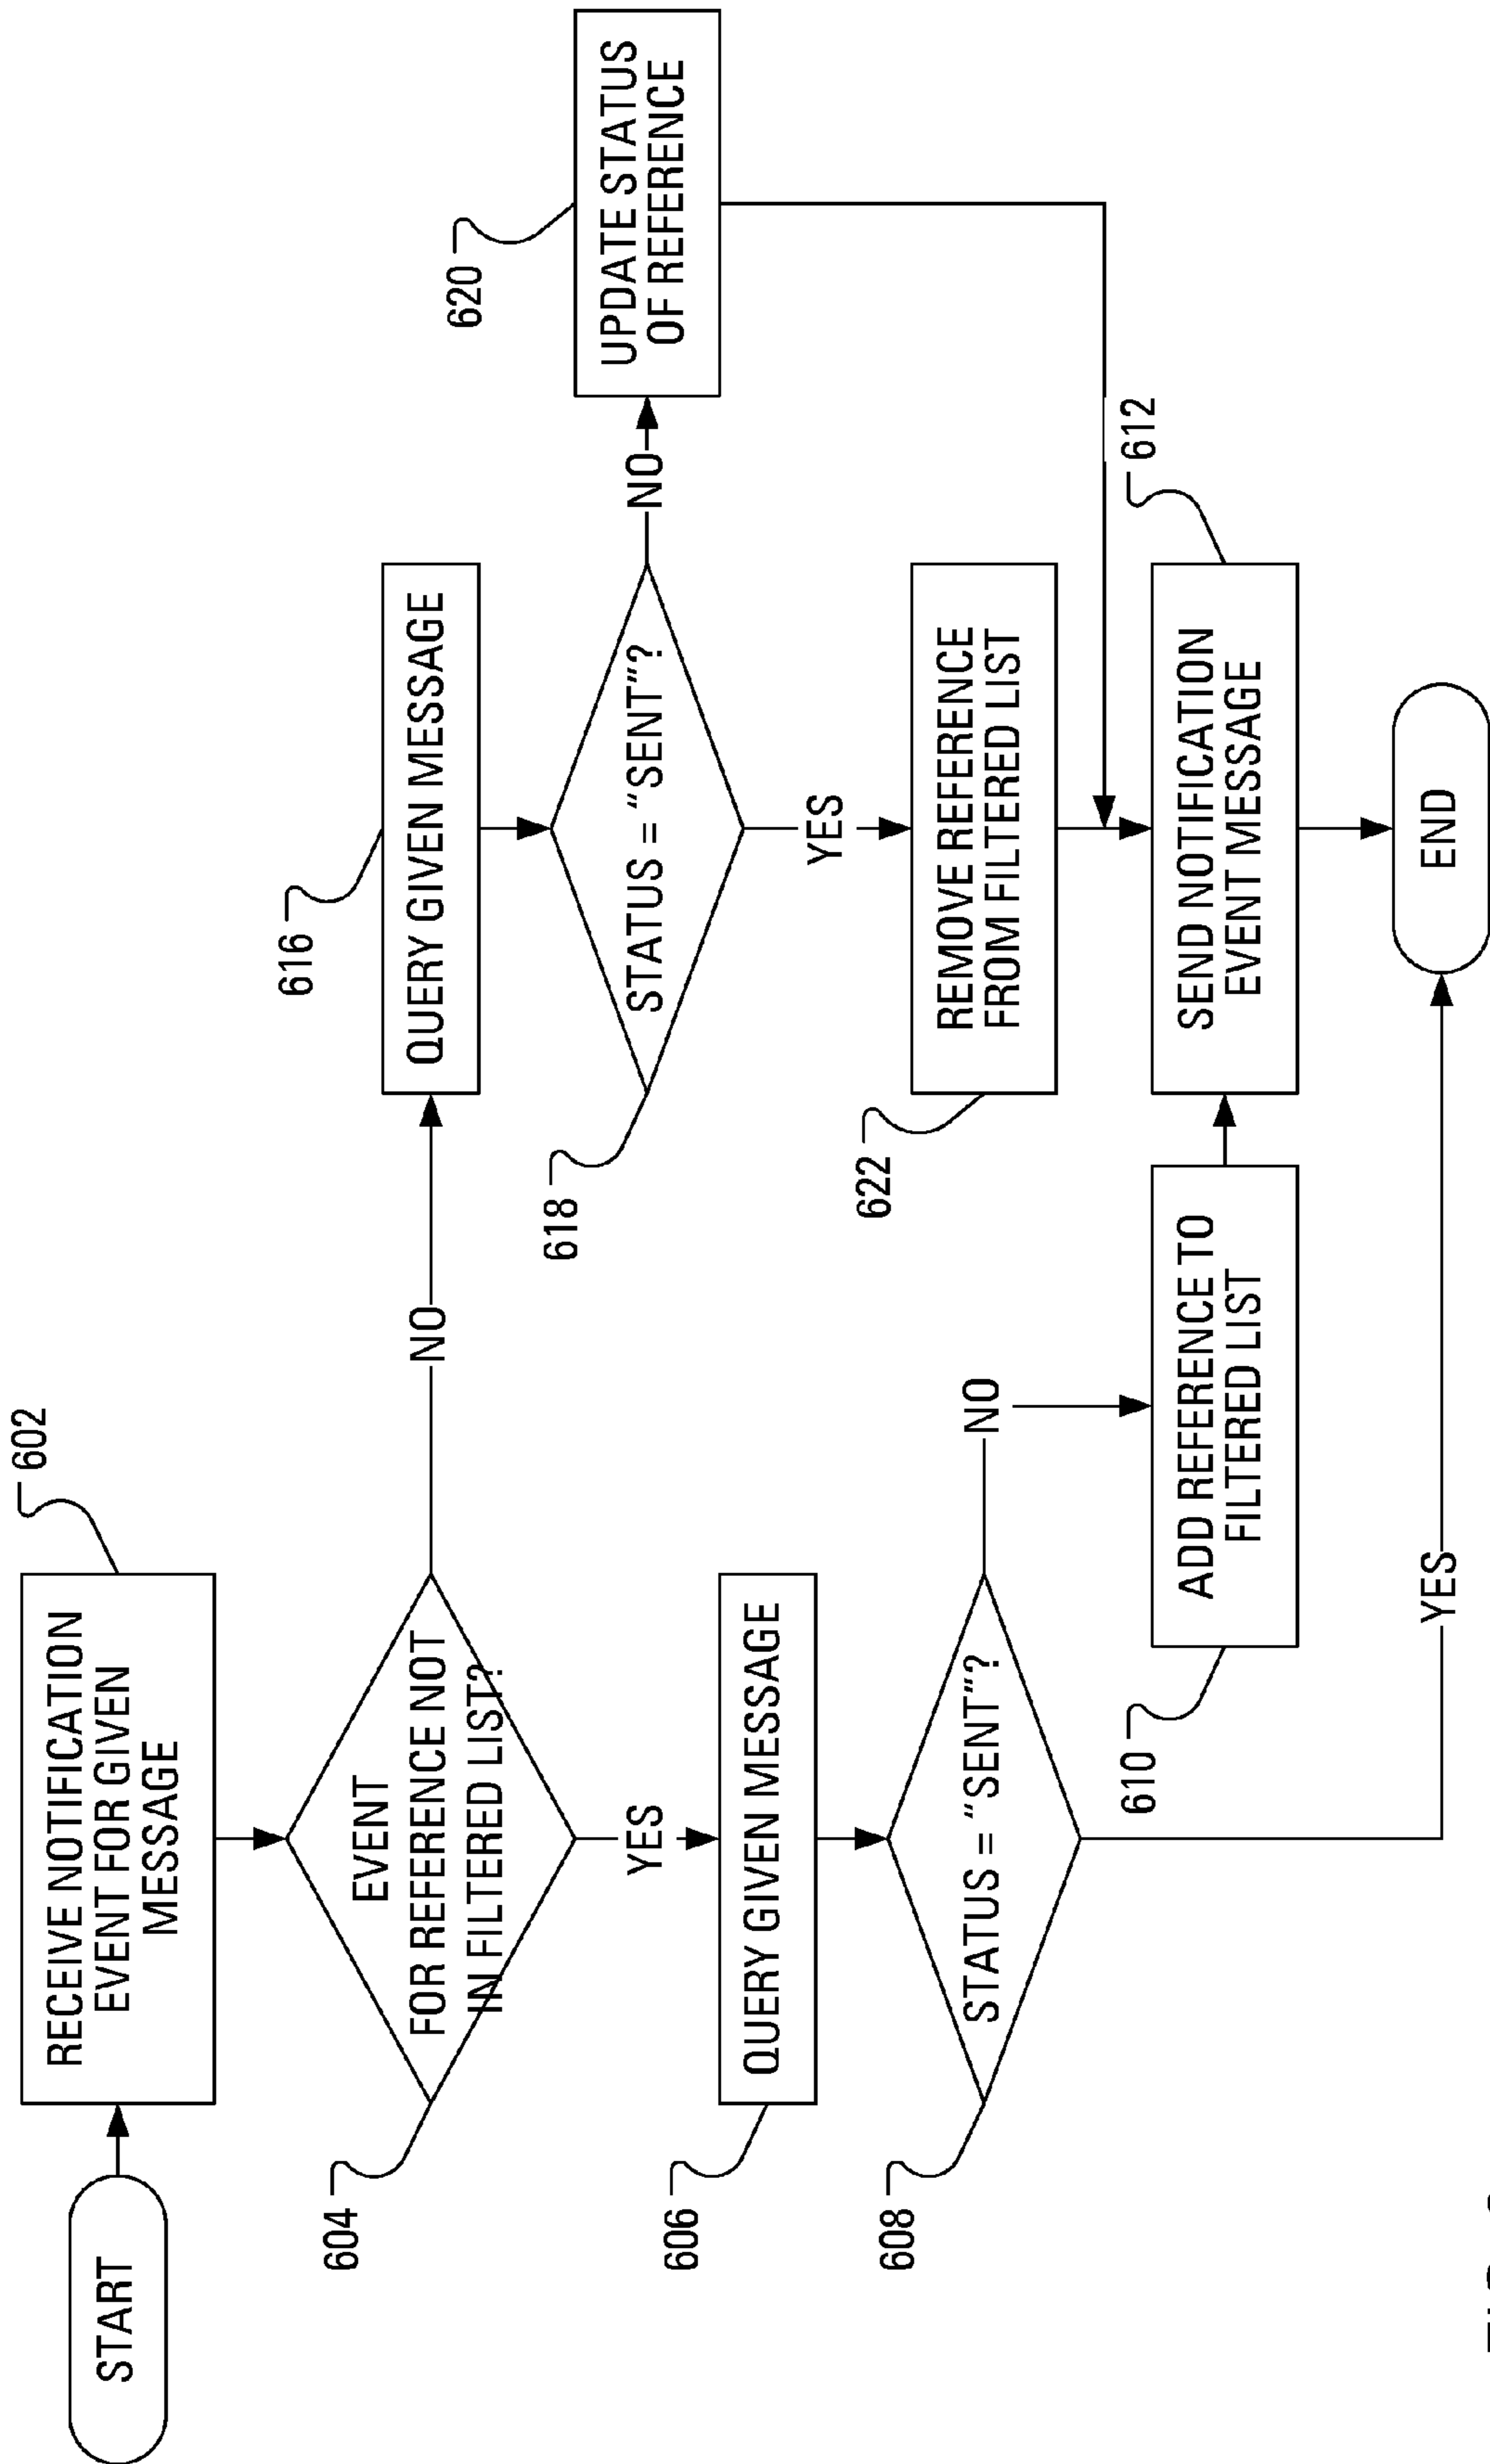 START
RECEIVE NOTIFICATION
EVENT FOR GIVEN
MESSAGE
602
EVENT
FOR REFERENCE NOT
IN FILTERED LIST?
604
NO
YES
QUERY GIVEN MESSAGE
606
STATUS = “SENT”?
608
NO
YES
ADD REFERENCE TO
FILTERED LIST
610
QUERY GIVEN MESSAGE
616
STATUS = “SENT”?
618
NO
YES
UPDATE STATUS
OF REFERENCE
620
REMOVE REFERENCE
FROM FILTERED LIST
622
SEND NOTIFICATION
EVENT MESSAGE
612
END